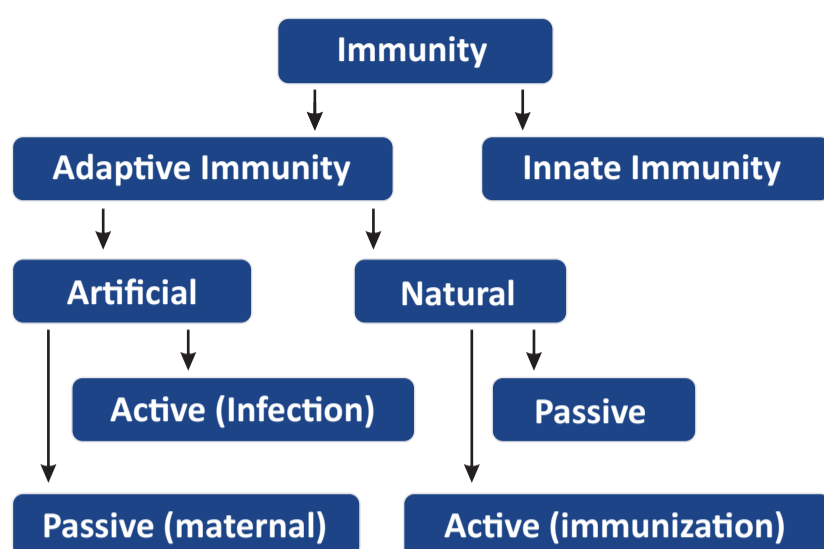 Immunity
Adaptive Immunity
Innate Immunity
Artificial
Natural
Active (Infection)
Passive
Passive (maternal)
Active (immunization)